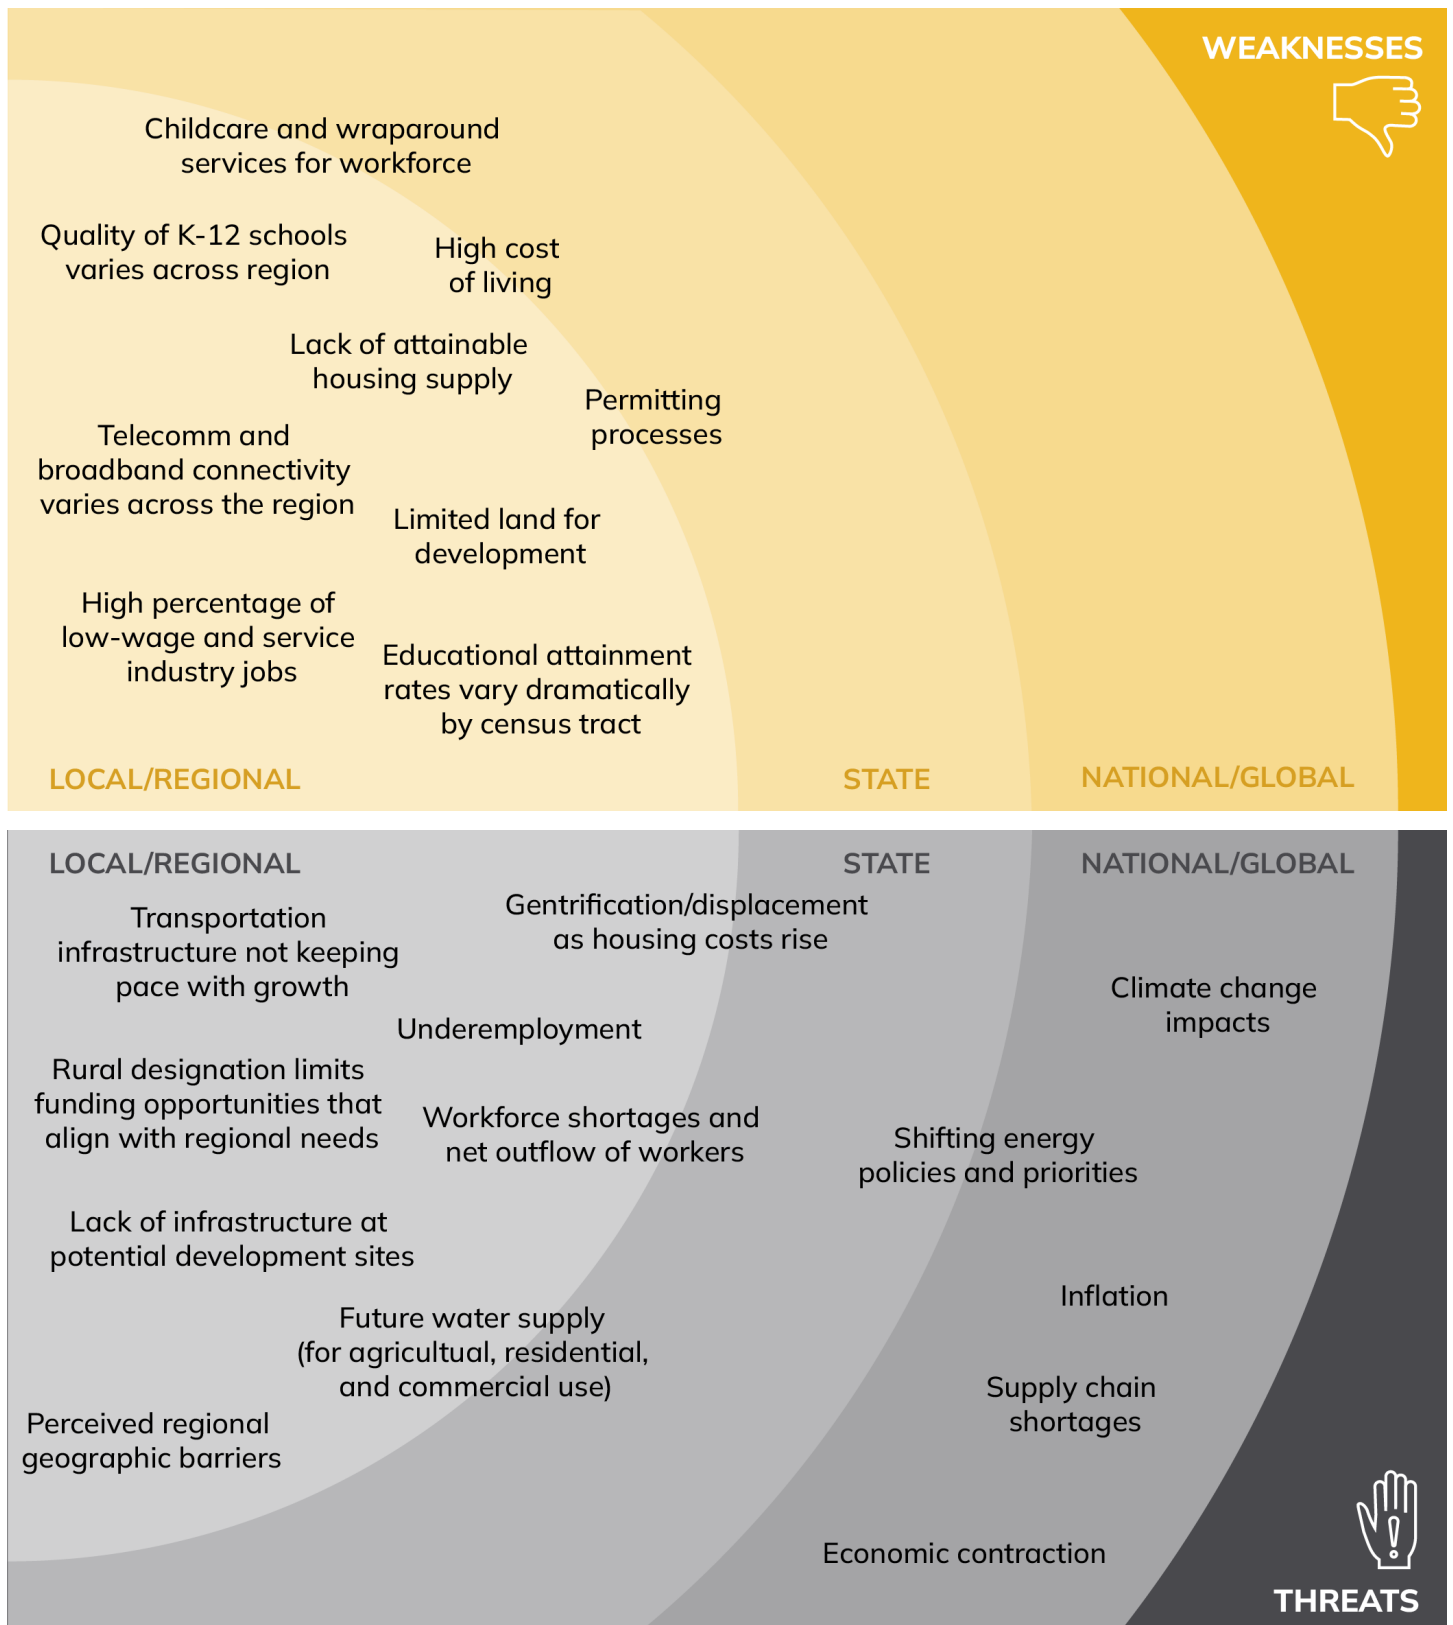 WEAKNESSES
Childcare and wraparound
services for workforce
Quality of K-12 schools
varies across region
High cost
of living
Lack of attainable
housing supply
Permitting
processes
Telecomm and
broadband connectivity
varies across the region
Limited land for
development
High percentage of
low-wage and service
industry jobs
Educational attainment
rates vary dramatically
by census tract
LOCAL/REGIONAL
STATE
NATIONAL/GLOBAL
LOCAL/REGIONAL
STATE
NATIONAL/GLOBAL
Transportation
infrastructure not keeping
pace with growth
Gentrification/displacement
as housing costs rise
Climate change
impacts
Underemployment
Rural designation limits
funding opportunities that
align with regional needs
Workforce shortages and
net outflow of workers
Shifting energy
policies and priorities
Lack of infrastructure at
potential development sites
Inflation
Future water supply
(for agricultual, residential,
and commercial use)
Supply chain
shortages
Perceived regional
geographic barriers
Economic contraction
THREATS